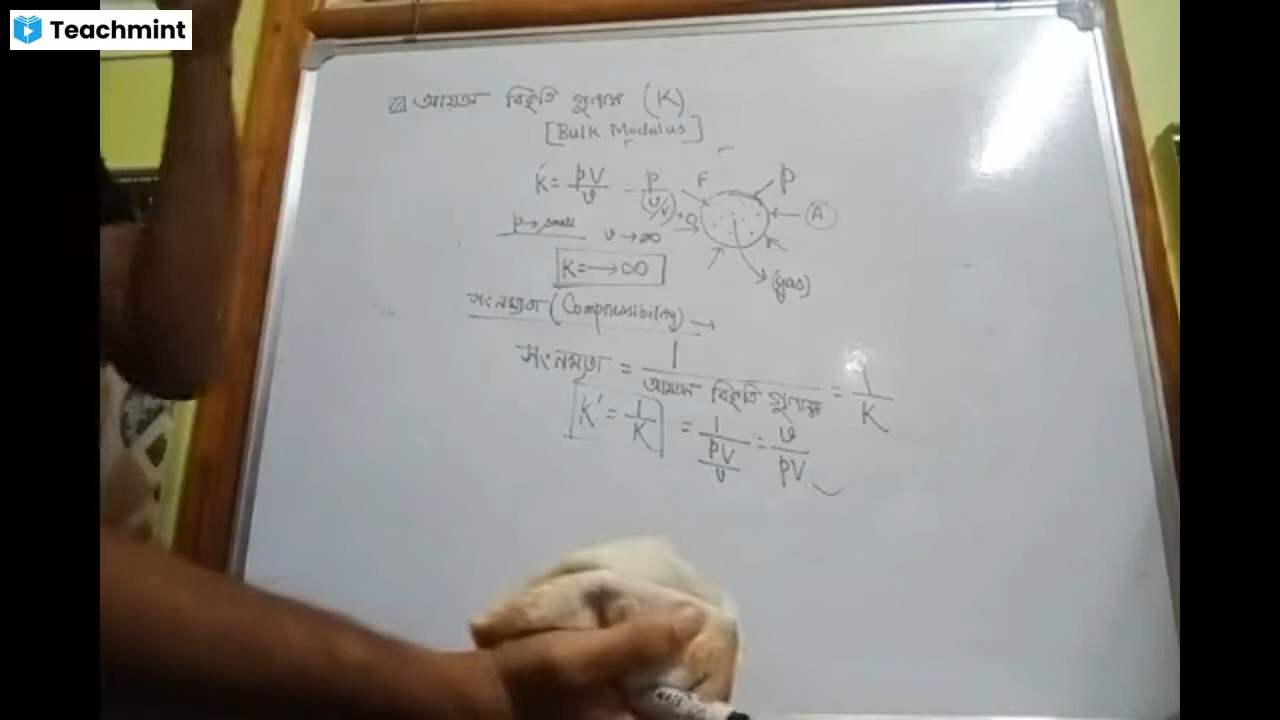 Teachmint
আয়তন বিকৃতি গুণাঙ্ক (K)
[Bulk Modulus]
K = pV/v = p/(v/V)
F
P
A
p → small v → ∞
K = → ∞
(gas)
সংনম্যতা (Compressibility) →
সংনম্যতা = 1/আয়তন বিকৃতি গুণাঙ্ক = 1/K
K' = 1/K = 1/(pV/v) = v/pV